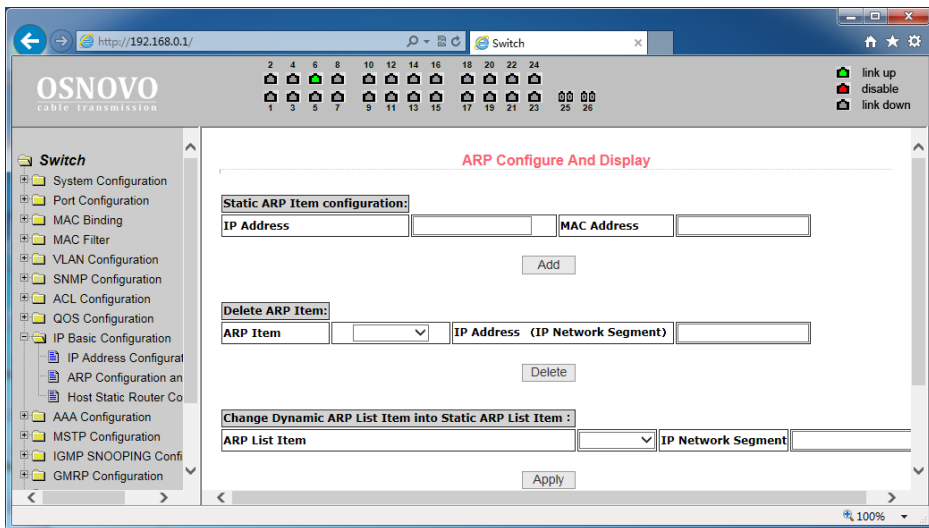 http://192.168.0.1/
Switch
OSNOVO
cable transmission
2 4 6 8 10 12 14 16 18 20 22 24
1 3 5 7 9 11 13 15 17 19 21 23 25 26
link up
disable
link down
Switch
System Configuration
Port Configuration
MAC Binding
MAC Filter
VLAN Configuration
SNMP Configuration
ACL Configuration
QOS Configuration
IP Basic Configuration
IP Address Configurat
ARP Configuration an
Host Static Router Co
AAA Configuration
MSTP Configuration
IGMP SNOOPING Confi
GMRP Configuration
ARP Configure And Display
Static ARP Item configuration:
IP Address MAC Address
Add
Delete ARP Item:
ARP Item IP Address (IP Network Segment)
Delete
Change Dynamic ARP List Item into Static ARP List Item :
ARP List Item IP Network Segment
Apply
100%